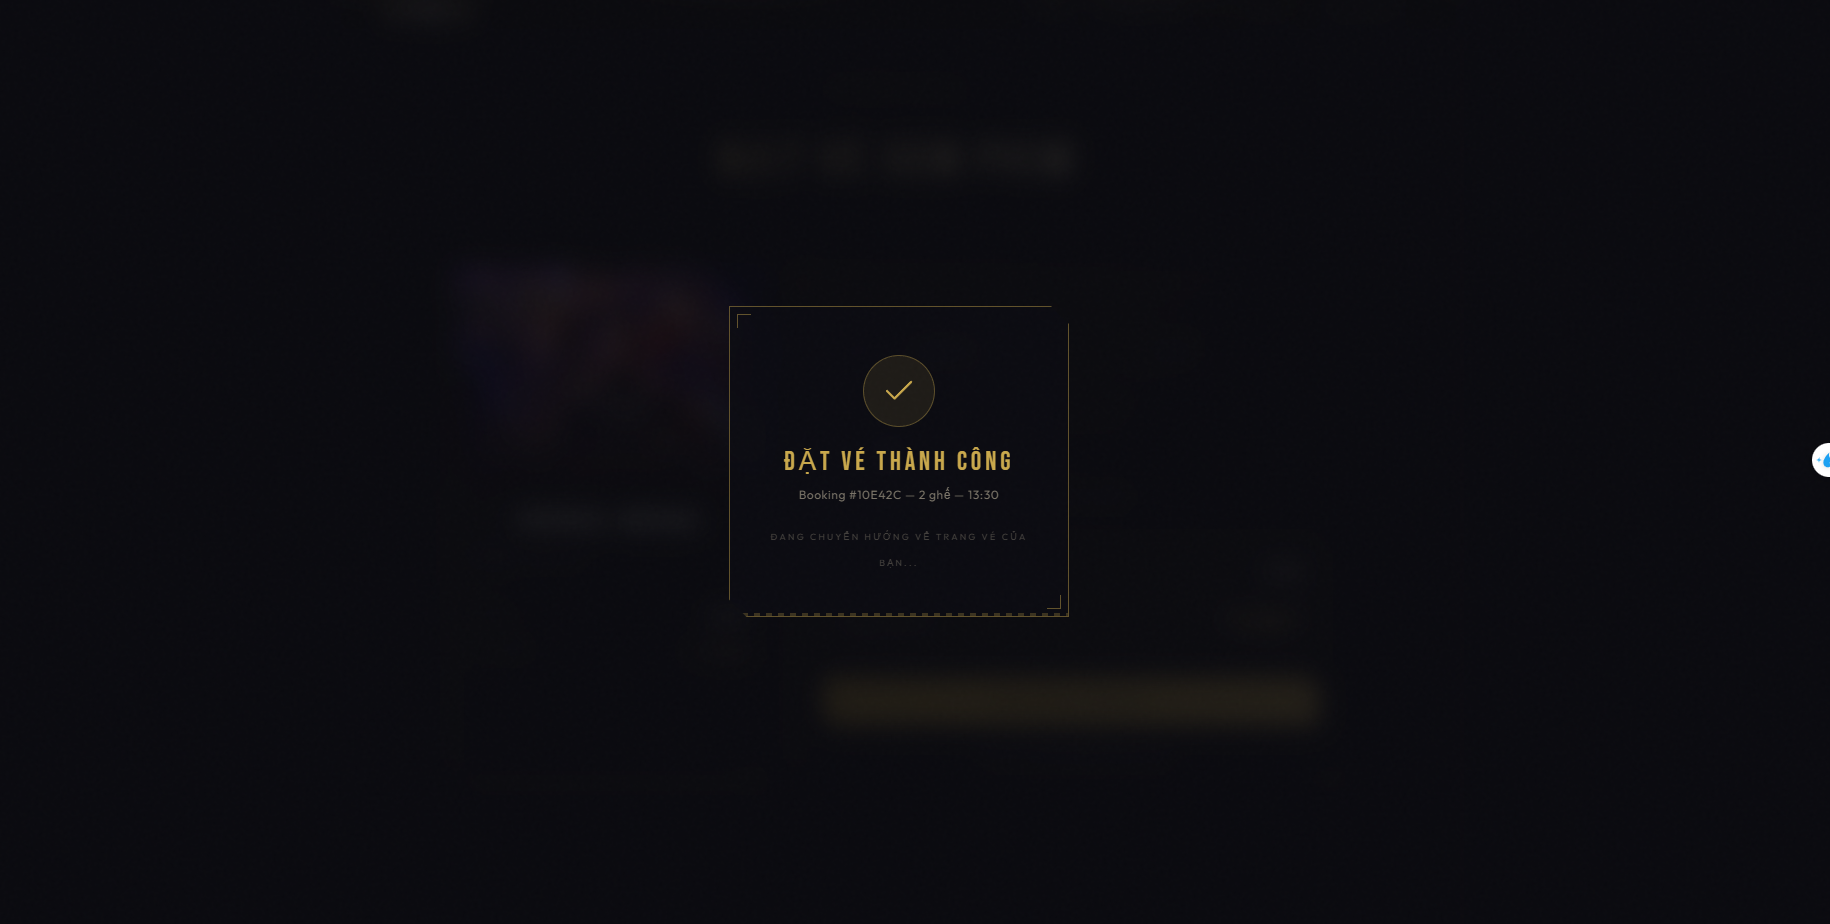 ĐẶT VÉ THÀNH CÔNG
Booking #10E42C — 2 ghế — 13:30
ĐANG CHUYỂN HƯỚNG VỀ TRANG VÉ CỦA
BẠN...